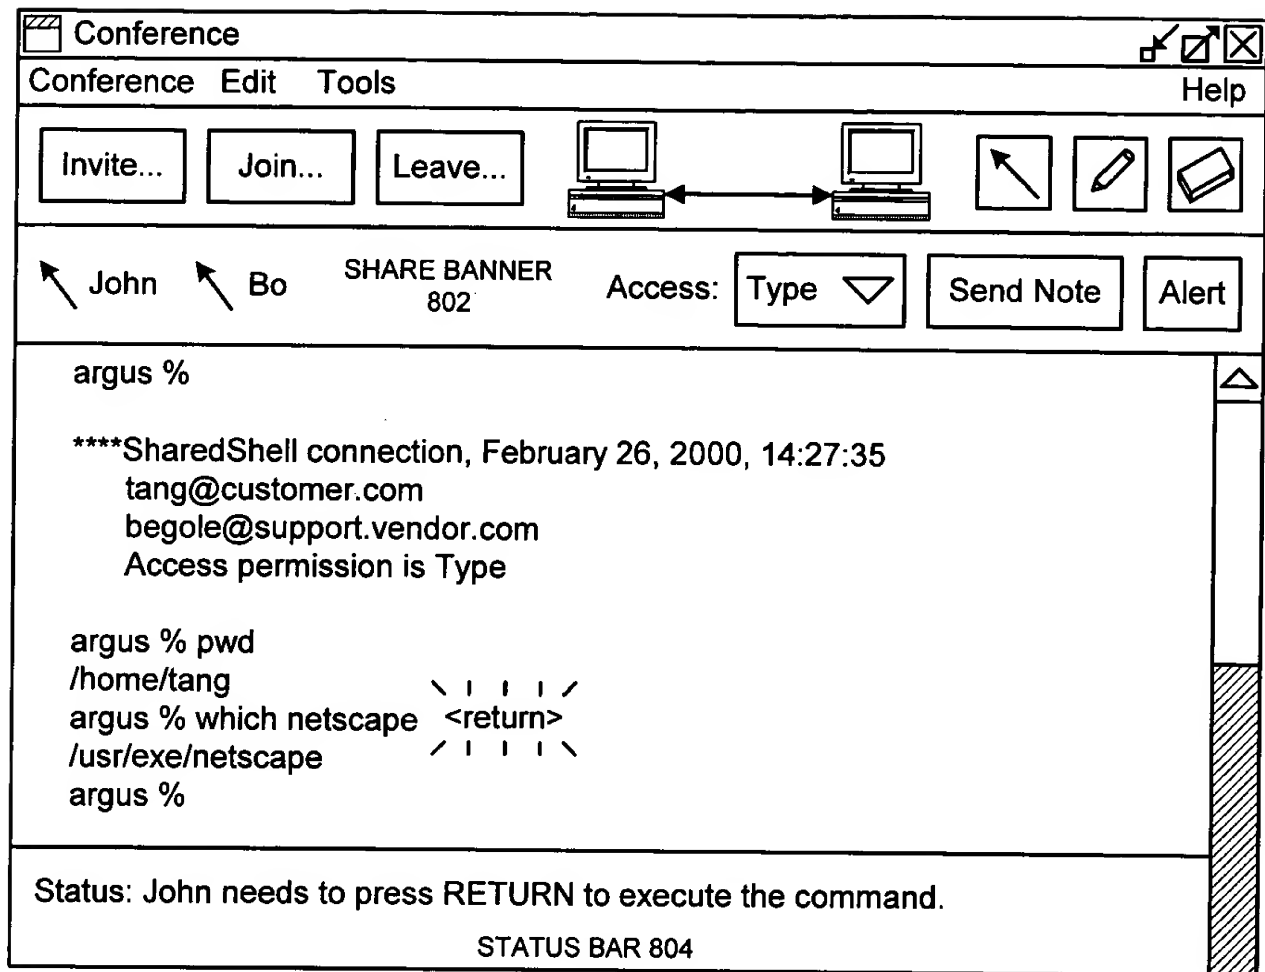 Conference
Conference Edit Tools Help
Invite... Join... Leave...
John Bo SHARE BANNER
802 Access: Type Send Note Alert
argus %
****SharedShell connection, February 26, 2000, 14:27:35
tang@customer.com
begole@support.vendor.com
Access permission is Type
argus % pwd
/home/tang
argus % which netscape <return>
/usr/exe/netscape
argus %
Status: John needs to press RETURN to execute the command.
STATUS BAR 804